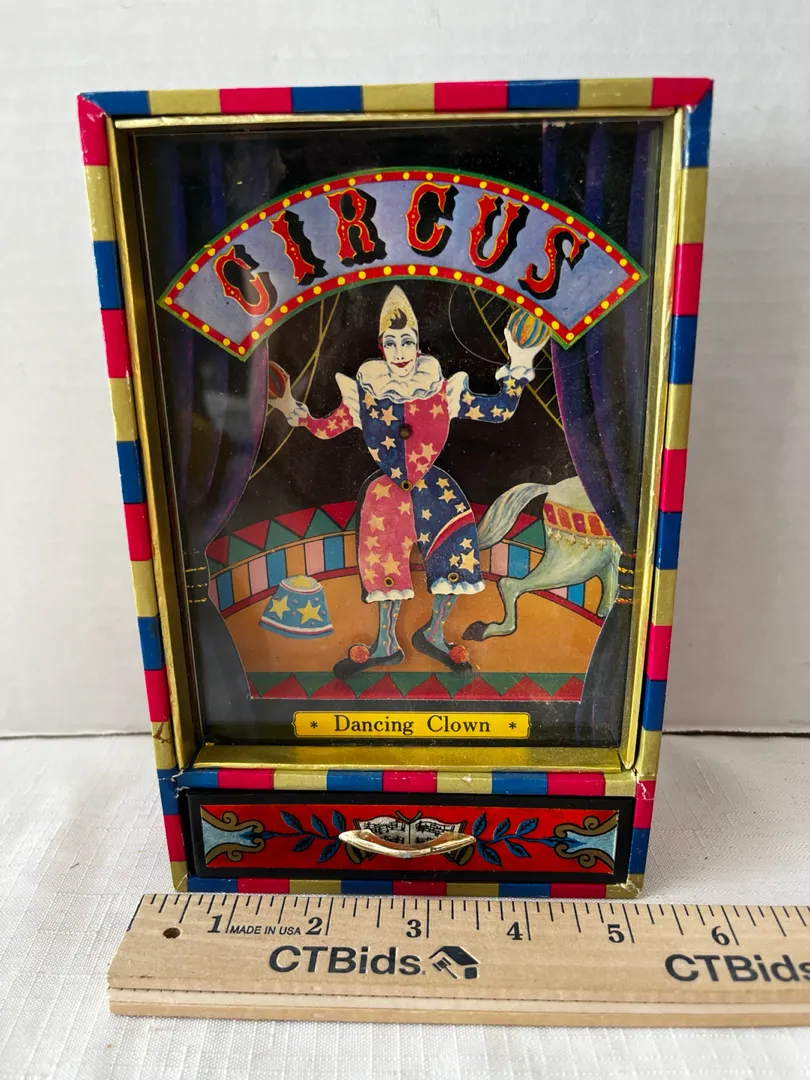 CIRCUS
* Dancing Clown *
1 MADE IN USA 2 3 4 5 6
CTBids. CTBids